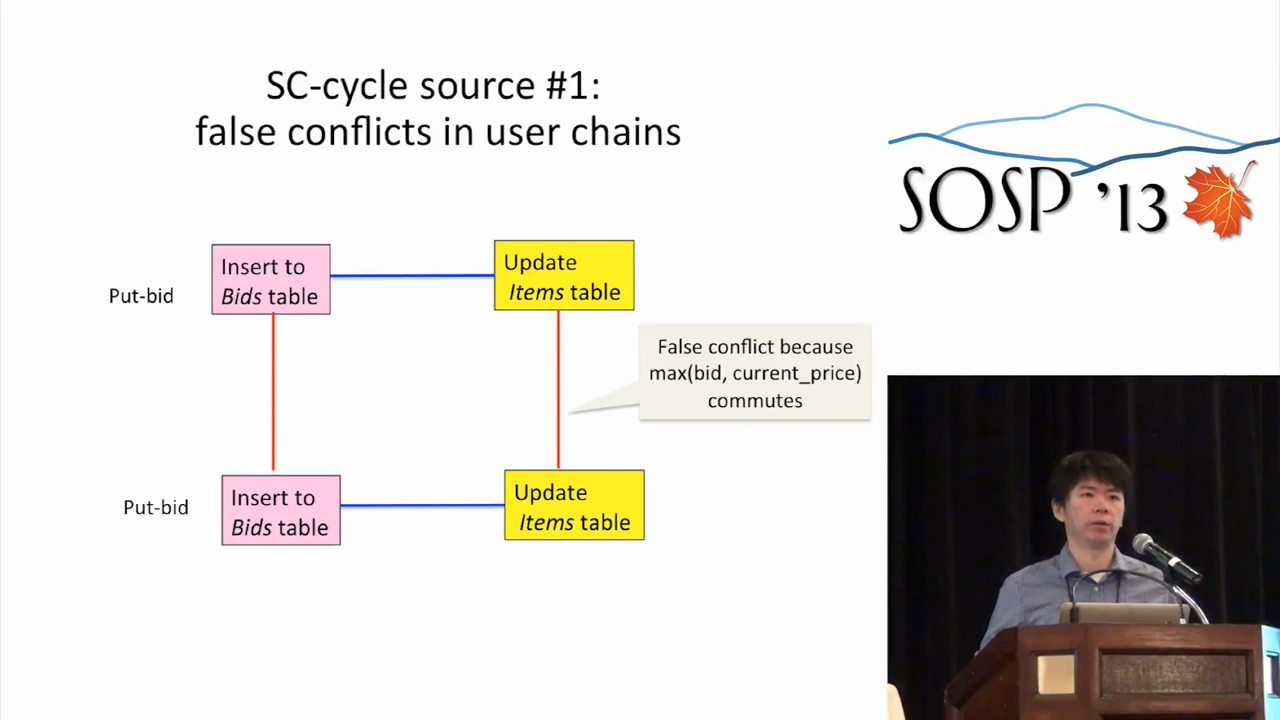 SC-cycle source #1:
false conflicts in user chains
SOSP '13
Put-bid
Insert to
Bids table
Update
Items table
False conflict because
max(bid, current_price)
commutes
Put-bid
Insert to
Bids table
Update
Items table